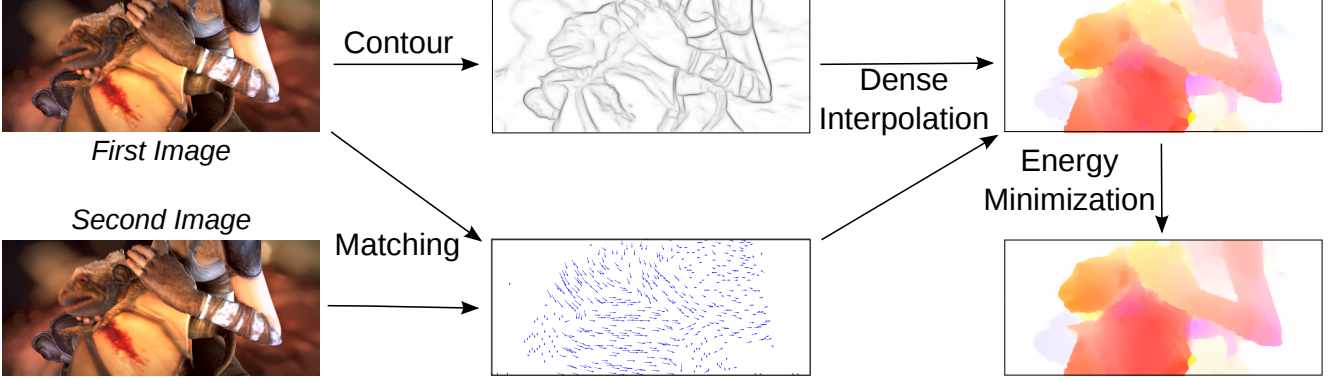 Contour
Dense
Interpolation
First Image
Energy
Minimization
Second Image
Matching